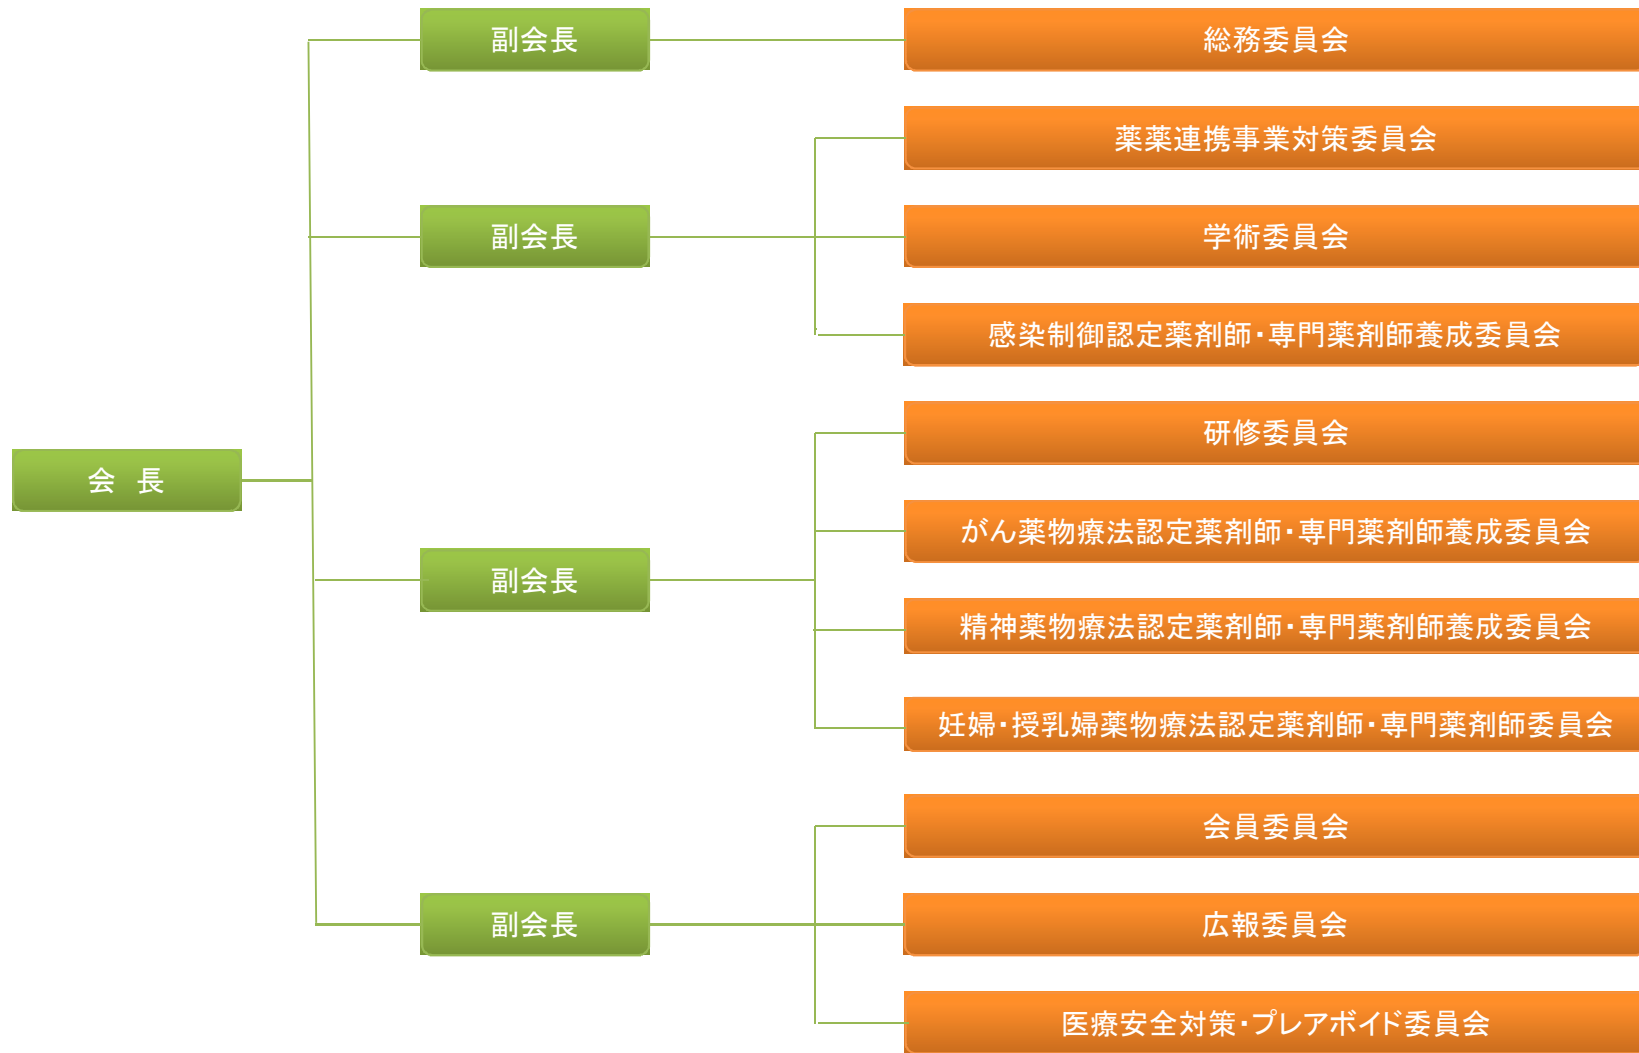 副会長
総務委員会
薬薬連携事業対策委員会
副会長
学術委員会
感染制御認定薬剤師・専門薬剤師養成委員会
研修委員会
会　長
がん薬物療法認定薬剤師・専門薬剤師養成委員会
副会長
精神薬物療法認定薬剤師・専門薬剤師養成委員会
妊婦・授乳婦薬物療法認定薬剤師・専門薬剤師委員会
会員委員会
副会長
広報委員会
医療安全対策・プレアボイド委員会